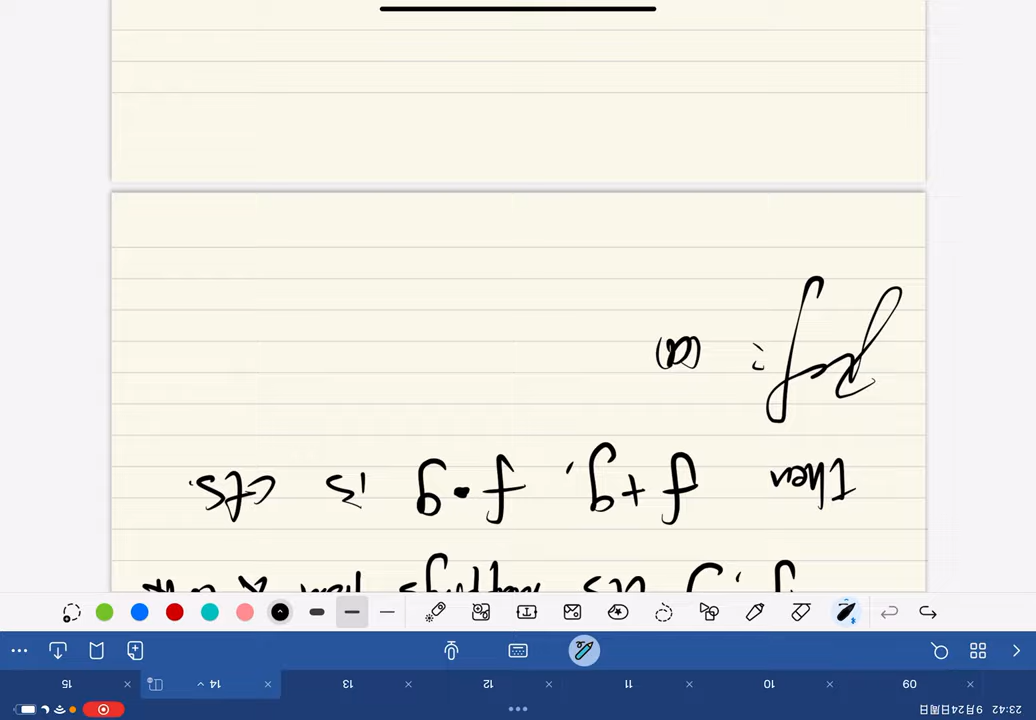 23:42 9月24日周日
09
10
11
12
13
14
15
f, g cts
then f+g, f•g is cts.
Pf: (a)